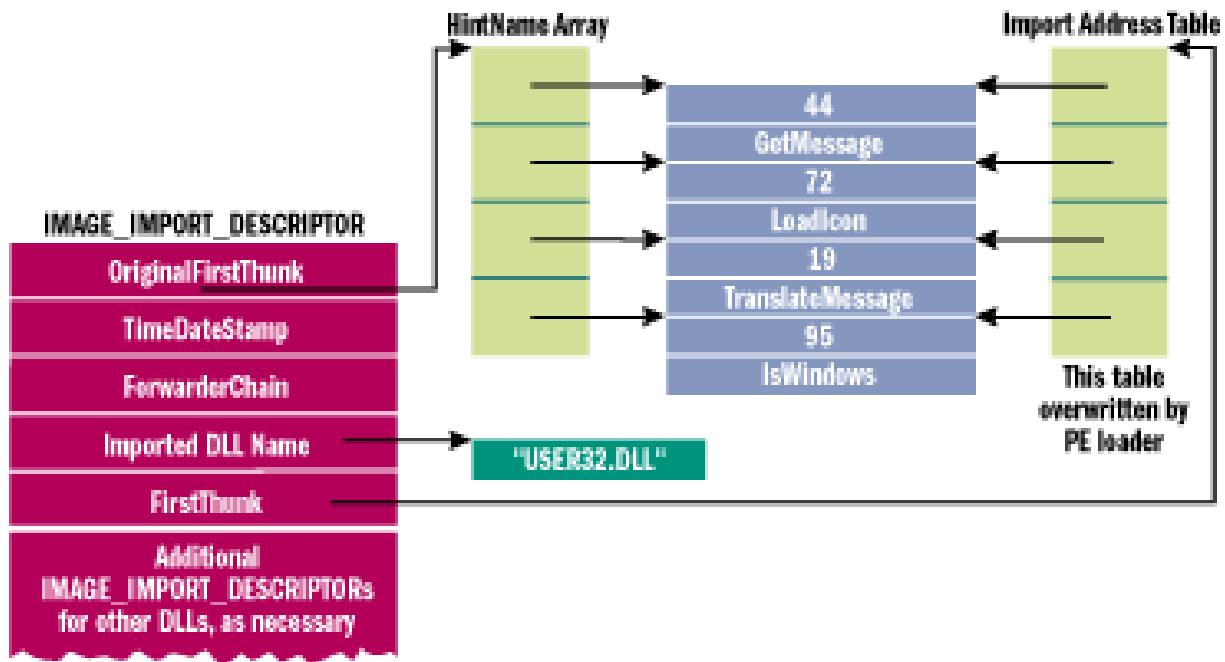 HintName Array
Import Address Table
44
GetMessage
72
LoadIcon
19
TranslateMessage
95
IsWindows
IMAGE_IMPORT_DESCRIPTOR
OriginalFirstThunk
TimeDateStamp
ForwarderChain
Imported DLL Name
FirstThunk
Additional
IMAGE_IMPORT_DESCRIPTORs
for other DLLs, as necessary
"USER32.DLL"
This table
overwritten by
PE loader